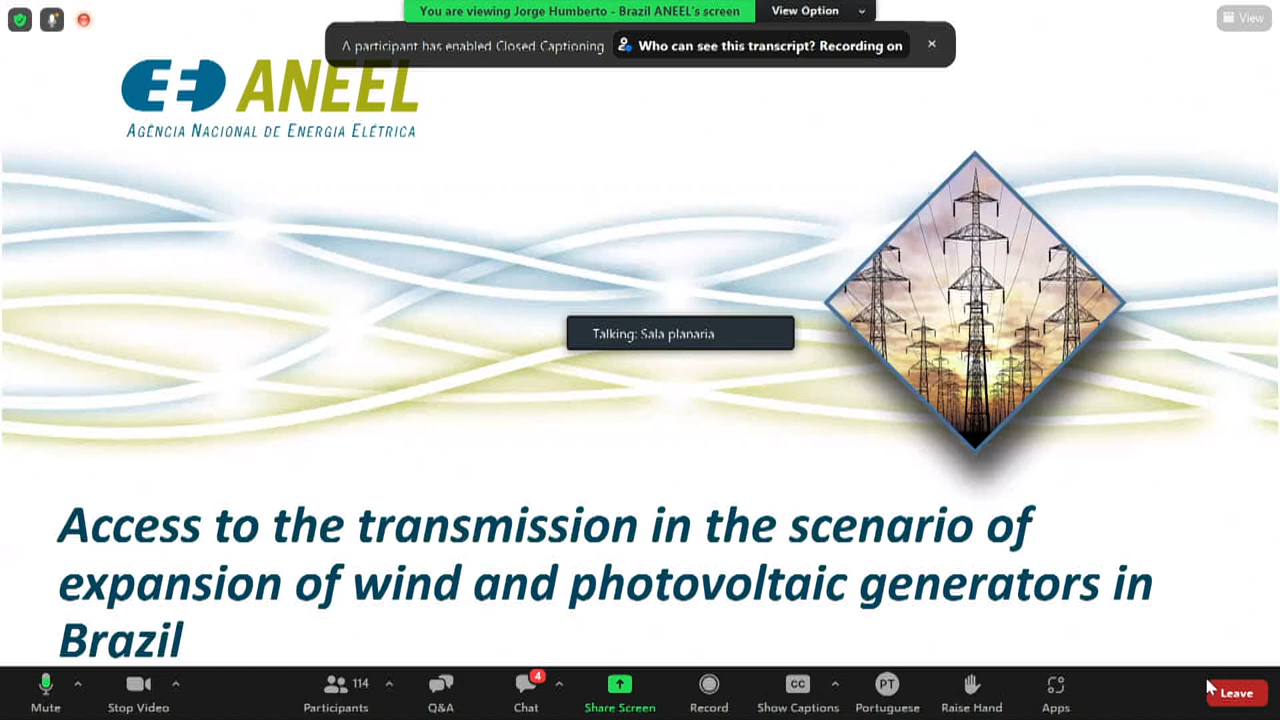 You are viewing Jorge Humberto - Brazil ANEEL's screen
View Option
View
A participant has enabled Closed Captioning
Who can see this transcript? Recording on
ANEEL
AGÊNCIA NACIONAL DE ENERGIA ELÉTRICA
Talking: Sala planaria
Access to the transmission in the scenario of
expansion of wind and photovoltaic generators in
Brazil
114
4
CC
PT
Mute
Stop Video
Participants
Q&A
Chat
Share Screen
Record
Show Captions
Portuguese
Raise Hand
Apps
Leave